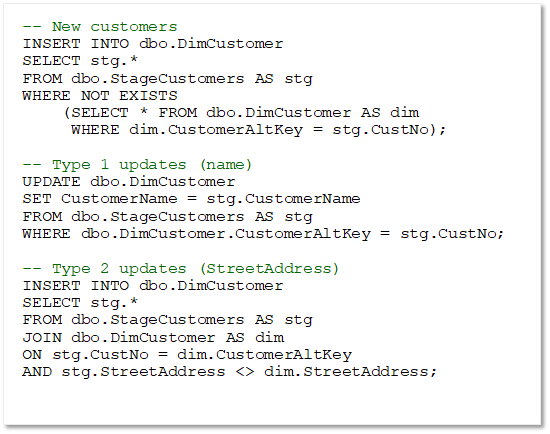 -- New customers
INSERT INTO dbo.DimCustomer
SELECT stg.*
FROM dbo.StageCustomers AS stg
WHERE NOT EXISTS
    (SELECT * FROM dbo.DimCustomer AS dim
     WHERE dim.CustomerAltKey = stg.CustNo);

-- Type 1 updates (name)
UPDATE dbo.DimCustomer
SET CustomerName = stg.CustomerName
FROM dbo.StageCustomers AS stg
WHERE dbo.DimCustomer.CustomerAltKey = stg.CustNo;

-- Type 2 updates (StreetAddress)
INSERT INTO dbo.DimCustomer
SELECT stg.*
FROM dbo.StageCustomers AS stg
JOIN dbo.DimCustomer AS dim
ON stg.CustNo = dim.CustomerAltKey
AND stg.StreetAddress <> dim.StreetAddress;